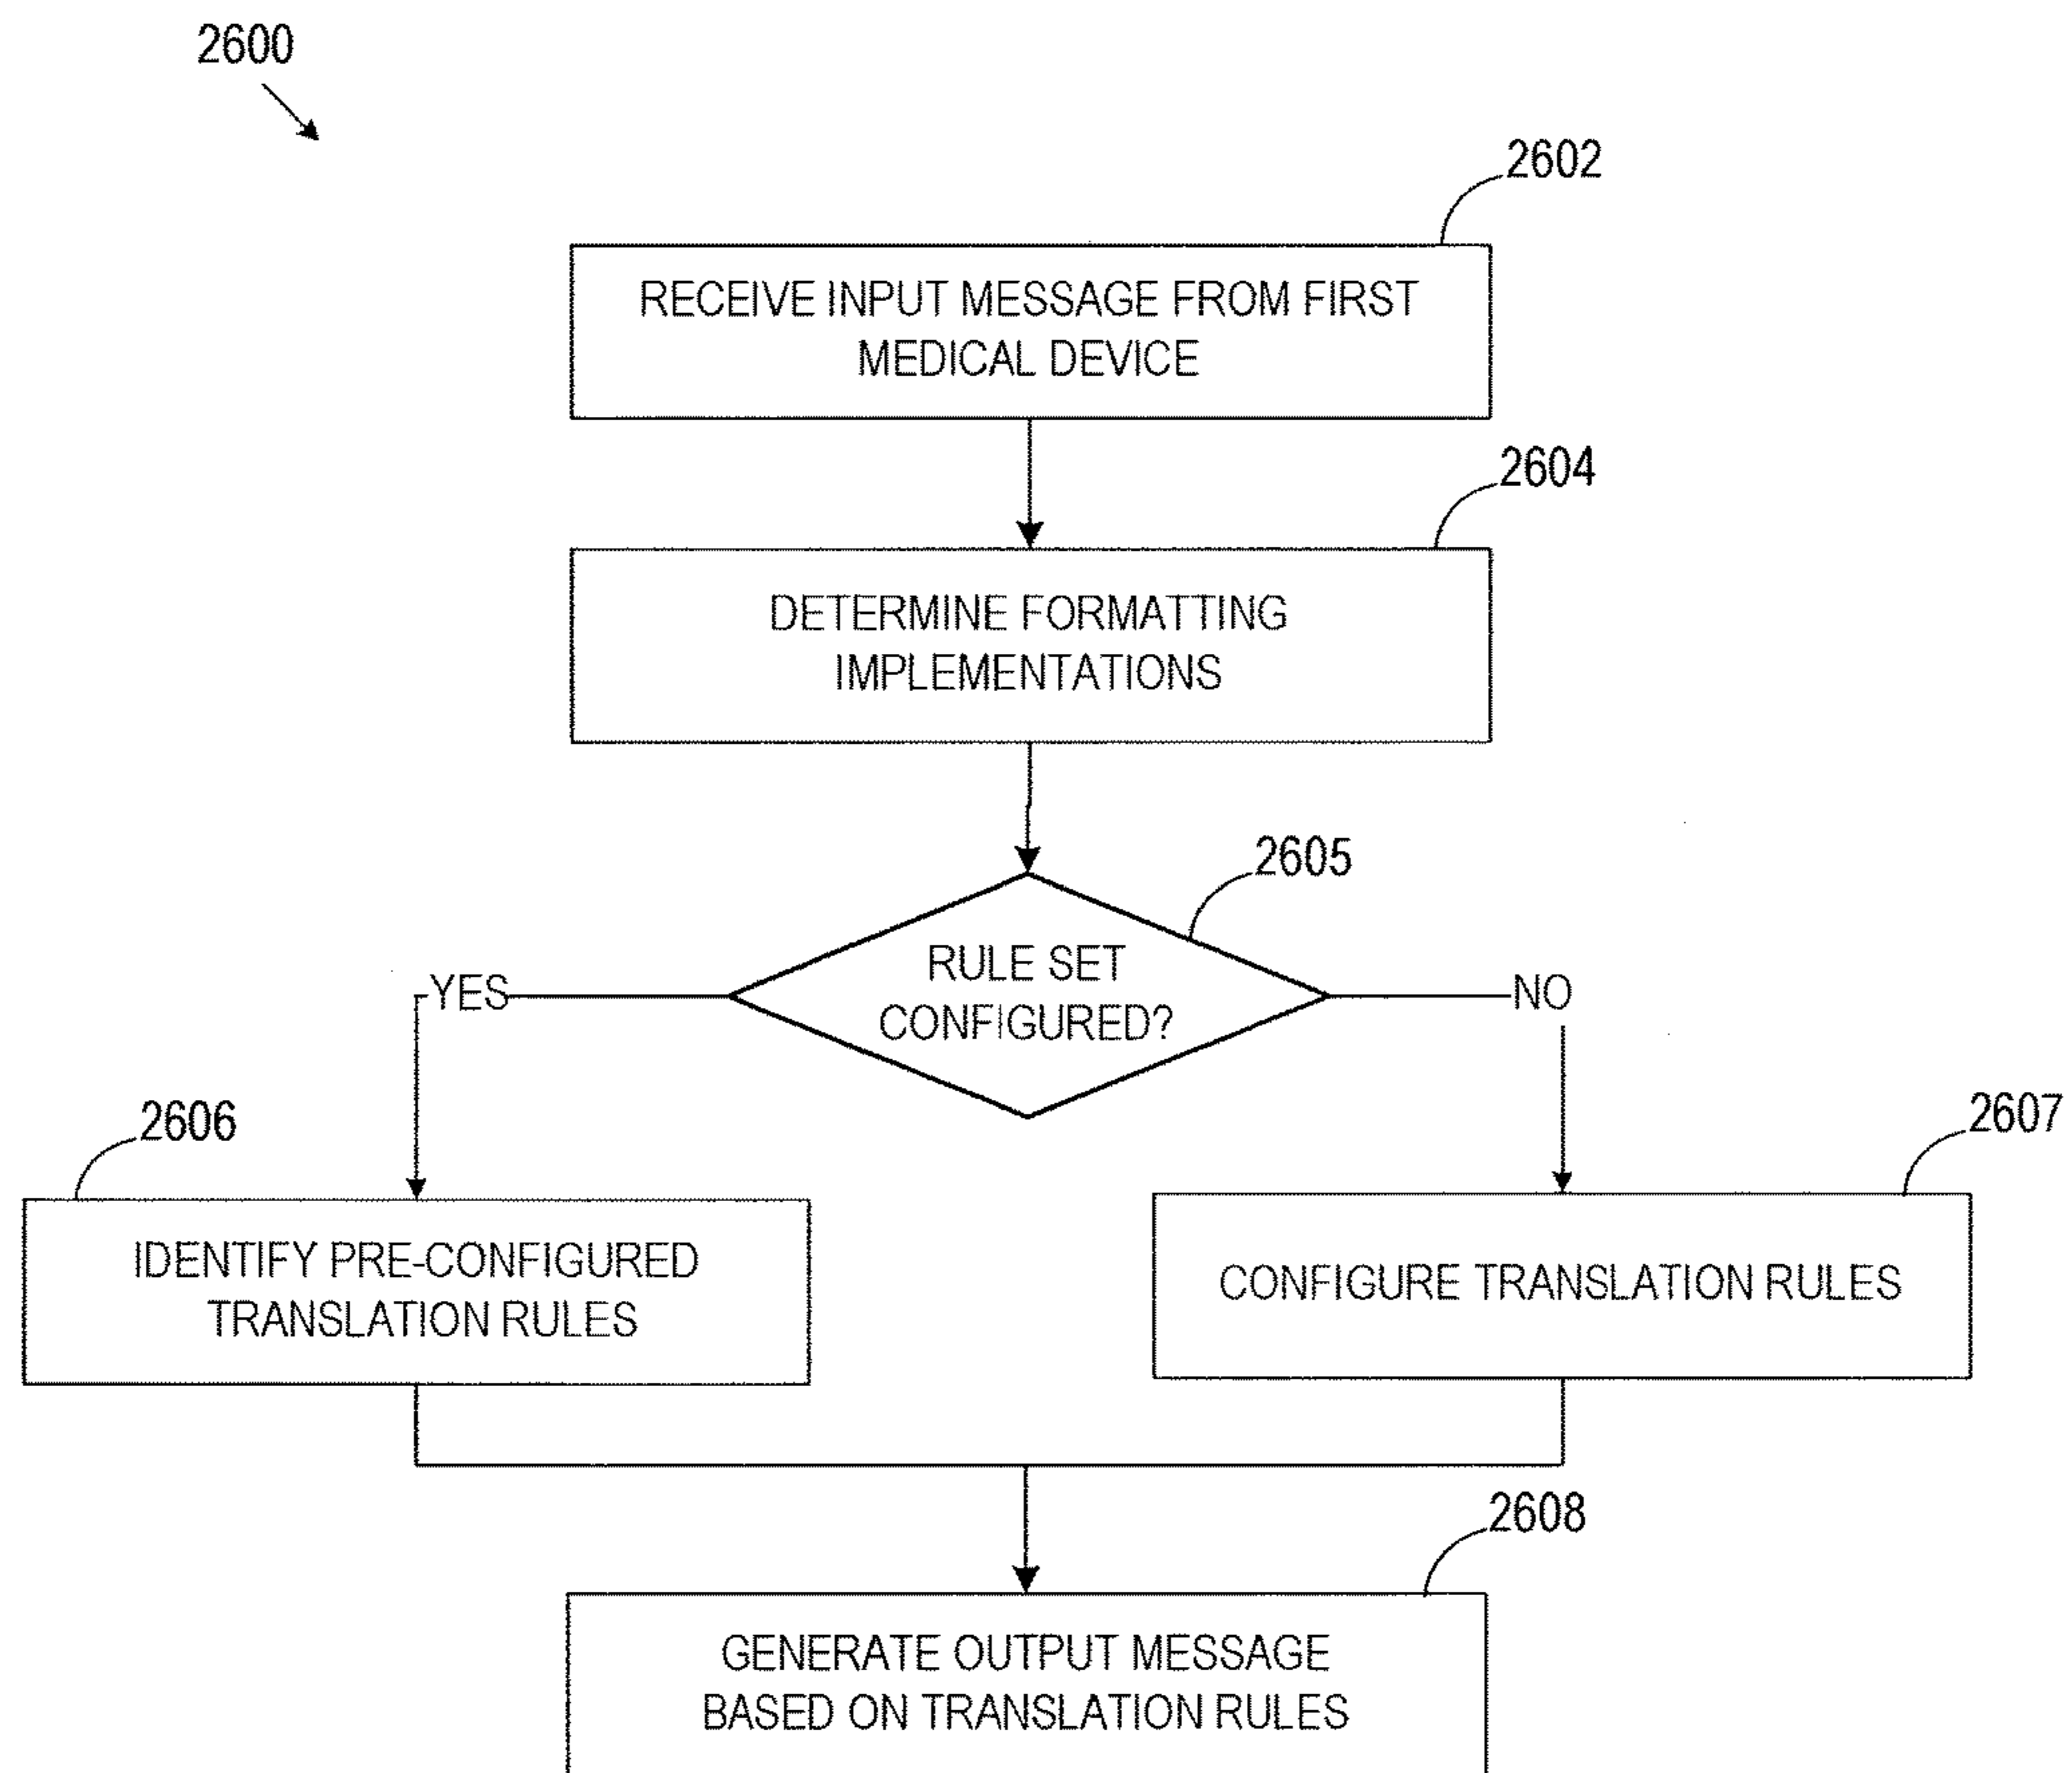 2600
2602
RECEIVE INPUT MESSAGE FROM FIRST
MEDICAL DEVICE
2604
DETERMINE FORMATTING
IMPLEMENTATIONS
2605
RULE SET
CONFIGURED?
YES
NO
2606
2607
IDENTIFY PRE-CONFIGURED
TRANSLATION RULES
CONFIGURE TRANSLATION RULES
2608
GENERATE OUTPUT MESSAGE
BASED ON TRANSLATION RULES